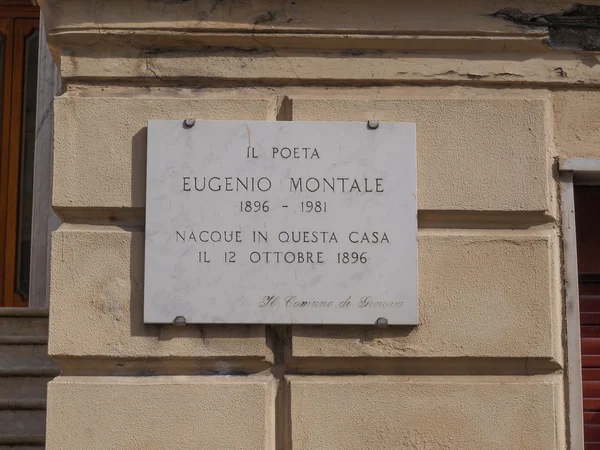 IL POETA
EUGENIO MONTALE
1896 - 1981
NACQUE IN QUESTA CASA
IL 12 OTTOBRE 1896
Il Comune di Genova